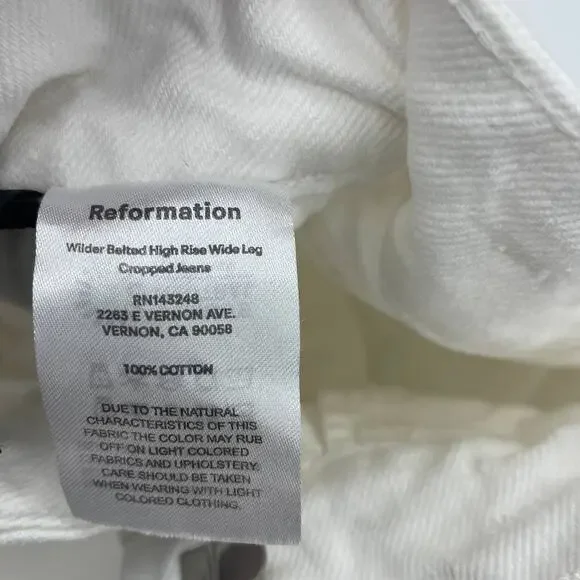 Reformation
Wilder Belted High Rise Wide Leg
Cropped Jeans
RN143248
2263 E VERNON AVE.
VERNON, CA 90058
100% COTTON
DUE TO THE NATURAL
CHARACTERISTICS OF THIS
FABRIC THE COLOR MAY RUB
OFF ON LIGHT COLORED
FABRICS AND UPHOLSTERY.
CARE SHOULD BE TAKEN
WHEN WEARING WITH LIGHT
COLORED CLOTHING.